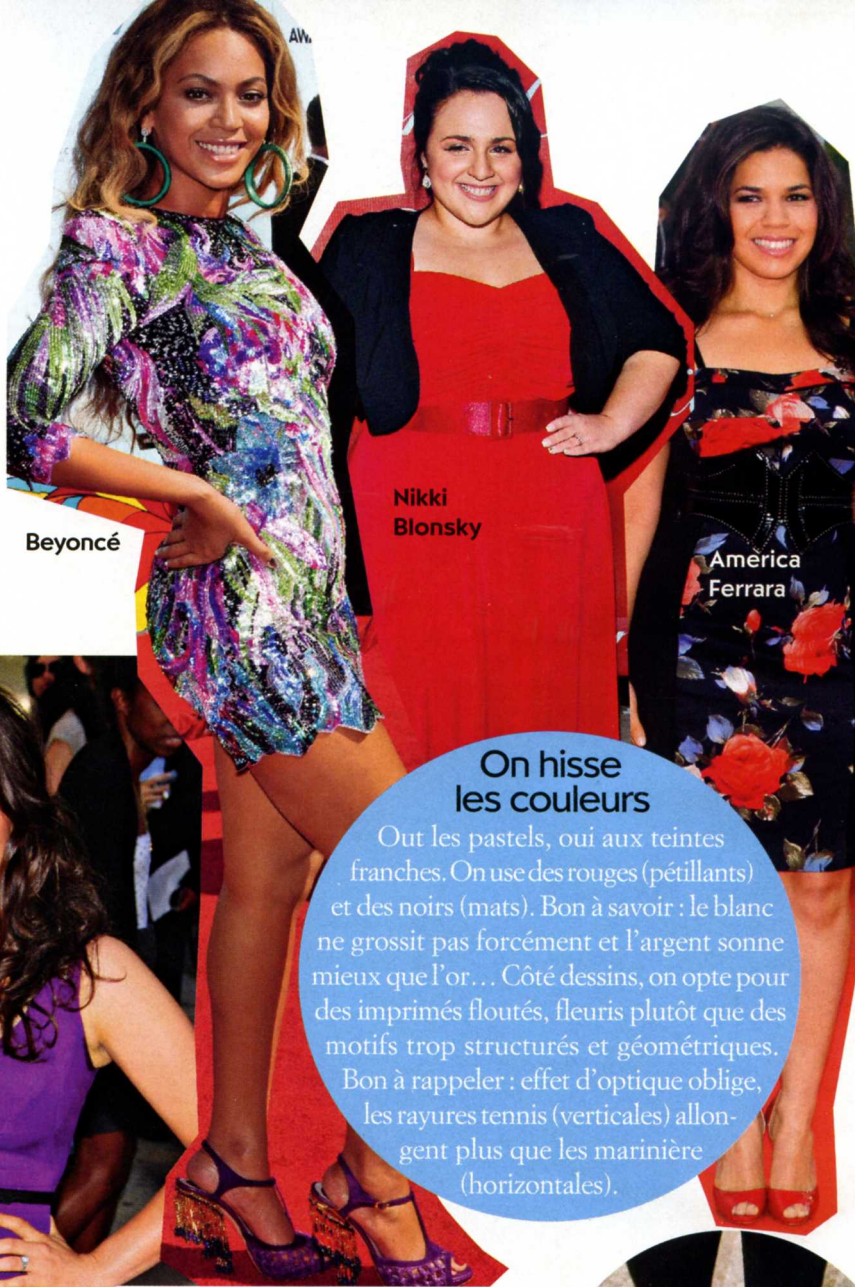 AW
Beyoncé
Nikki
Blonsky
America
Ferrara
On hisse
les couleurs
Out les pastels, oui aux teintes
franches. On use des rouges (pétillants)
et des noirs (mats). Bon à savoir : le blanc
ne grossit pas forcément et l'argent sonne
mieux que l'or... Côté dessins, on opte pour
des imprimés floutés, fleuris plutôt que des
motifs trop structurés et géométriques.
Bon à rappeler : effet d'optique oblige,
les rayures tennis (verticales) allon-
gent plus que les marinière
(horizontales).